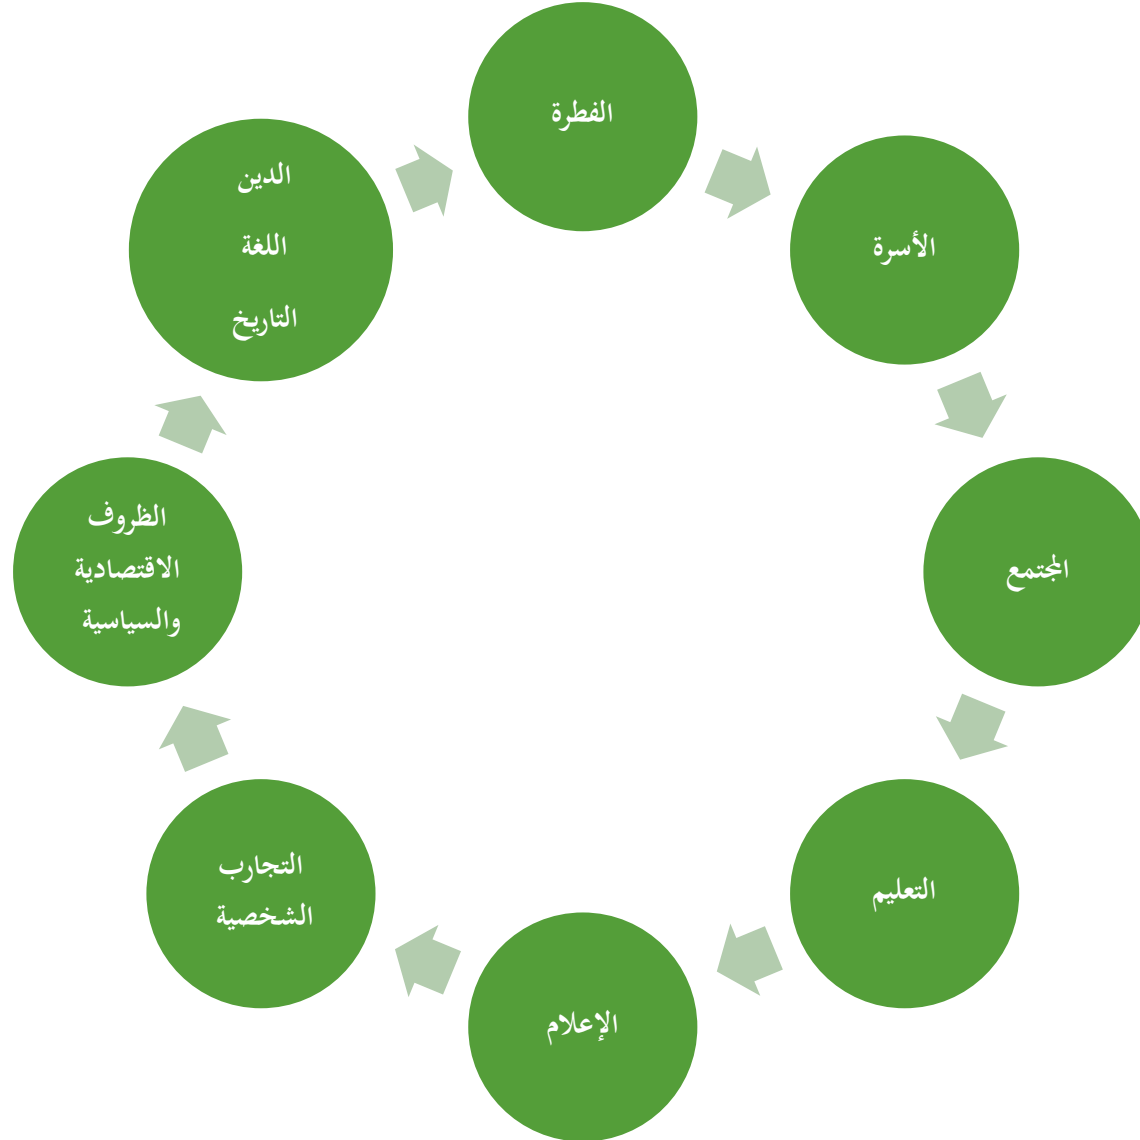 الفطرة
الأسرة
المجتمع
التعليم
الإعلام
التجارب
الشخصية
الظروف
الاقتصادية
والسياسية
الدين
اللغة
التاريخ